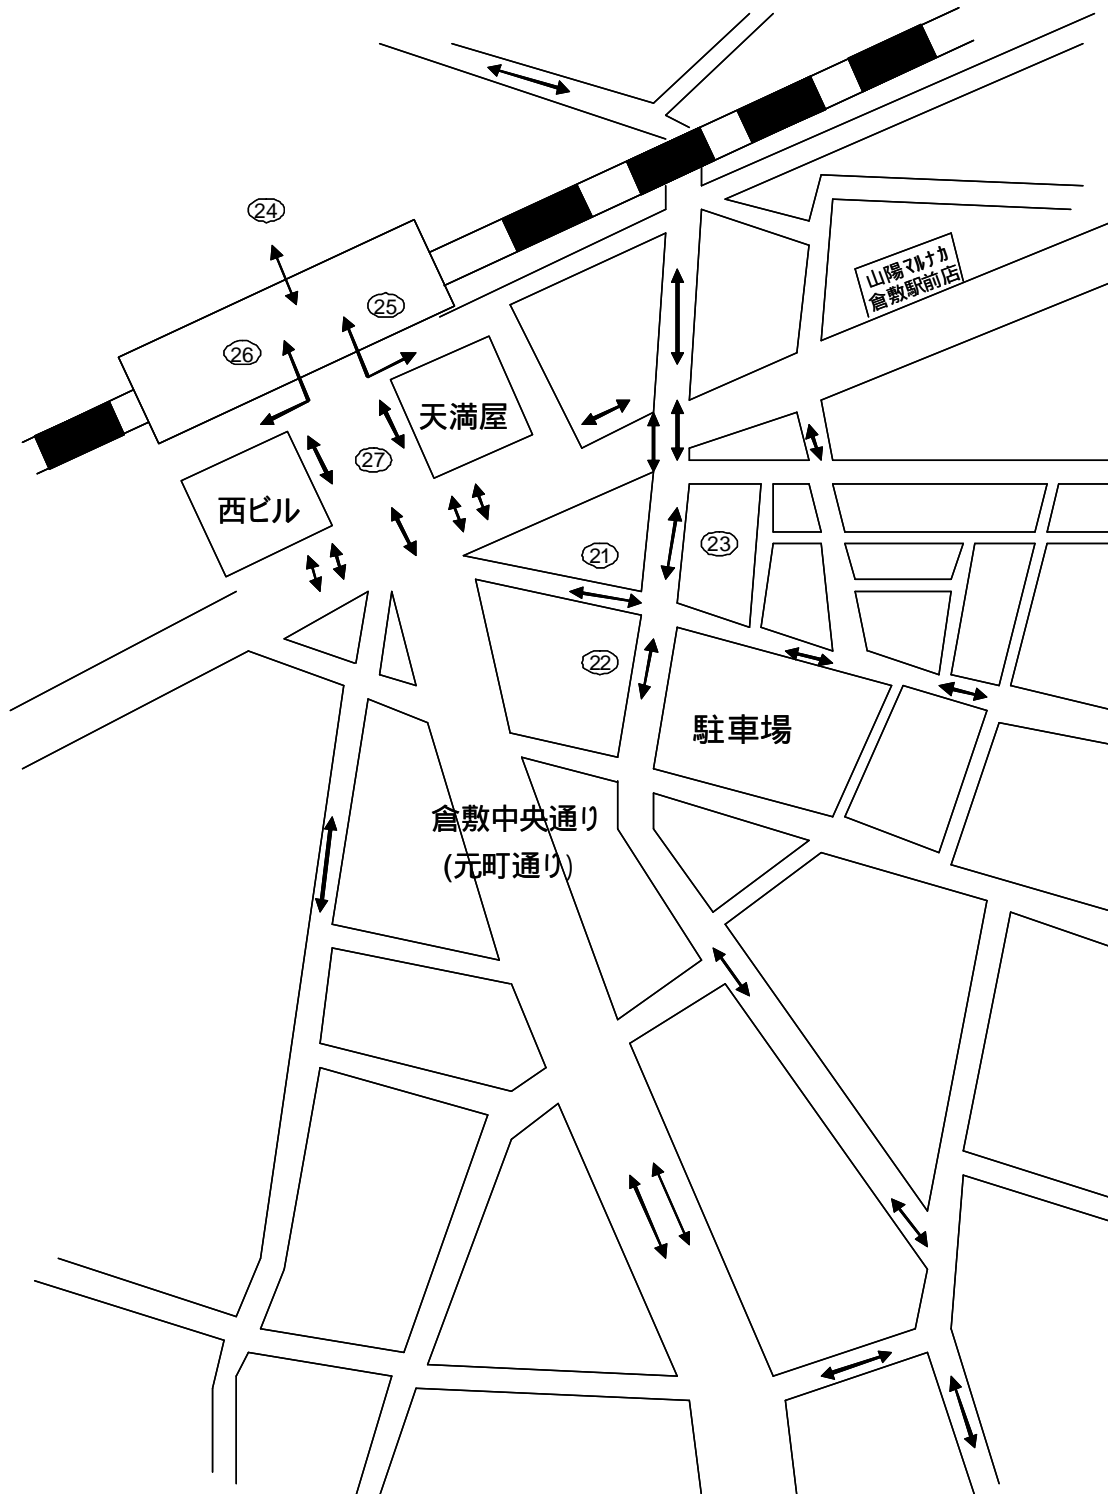 ㉔
山陽マルナカ
倉敷駅前店
㉕
㉖
天満屋
㉗
西ビル
㉑
㉓
㉒
駐車場
倉敷中央通り
(元町通り)